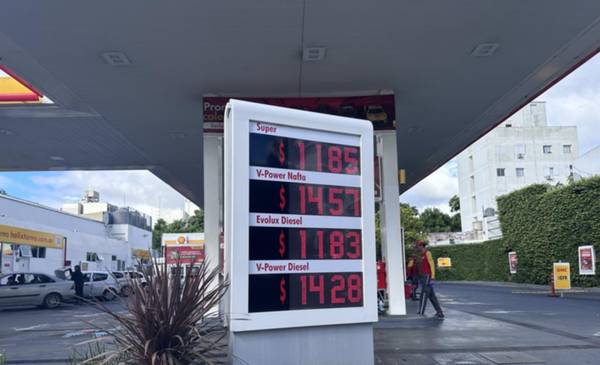 Super
$ 1185
V-Power Nafta
$ 1457
Evolux Diesel
$ 1183
V-Power Diesel
$ 1428